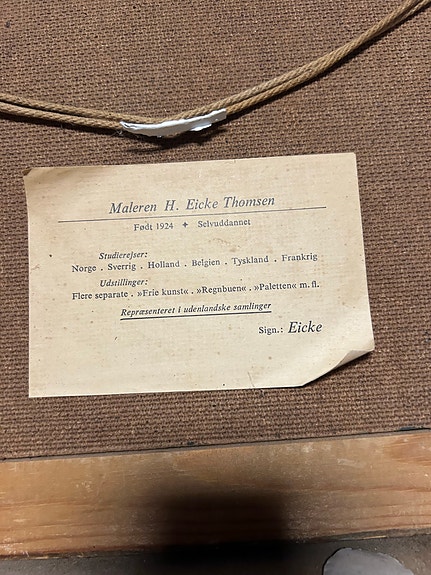 Maleren H. Eicke Thomsen
Født 1924 + Selvuddannet
Studierejser:
Norge . Sverrig . Holland . Belgien . Tyskland . Frankrig
Udstillinger:
Flere separate . »Frie kunst« . »Regnbuen« . »Paletten« m. fl.
Repræsenteret i udenlandske samlinger
Sign.: Eicke